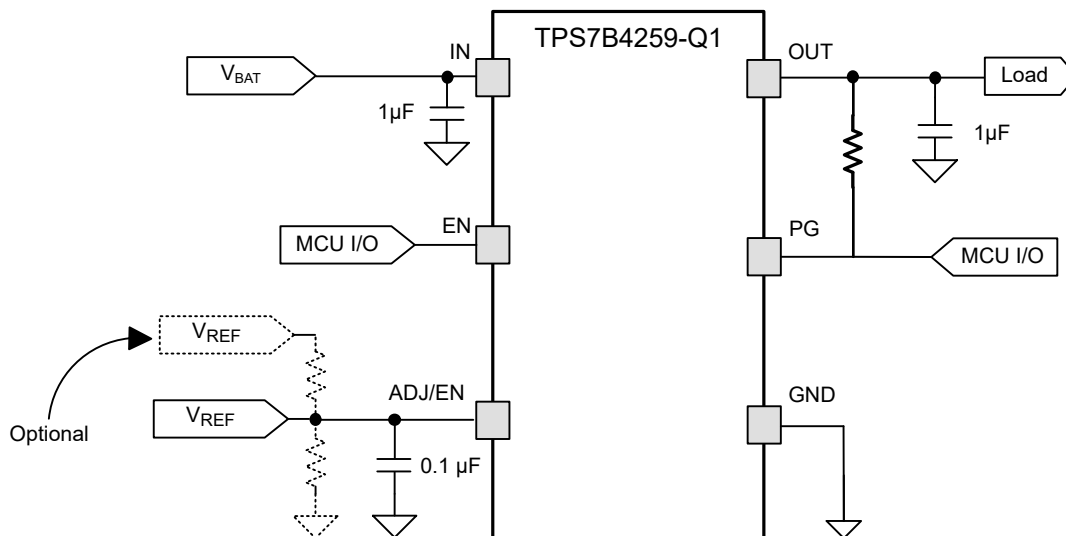 TPS7B4259-Q1
IN
OUT
VBAT
Load
1µF
1µF
EN
PG
MCU I/O
MCU I/O
VREF
ADJ/EN
GND
VREF
Optional
0.1 µF